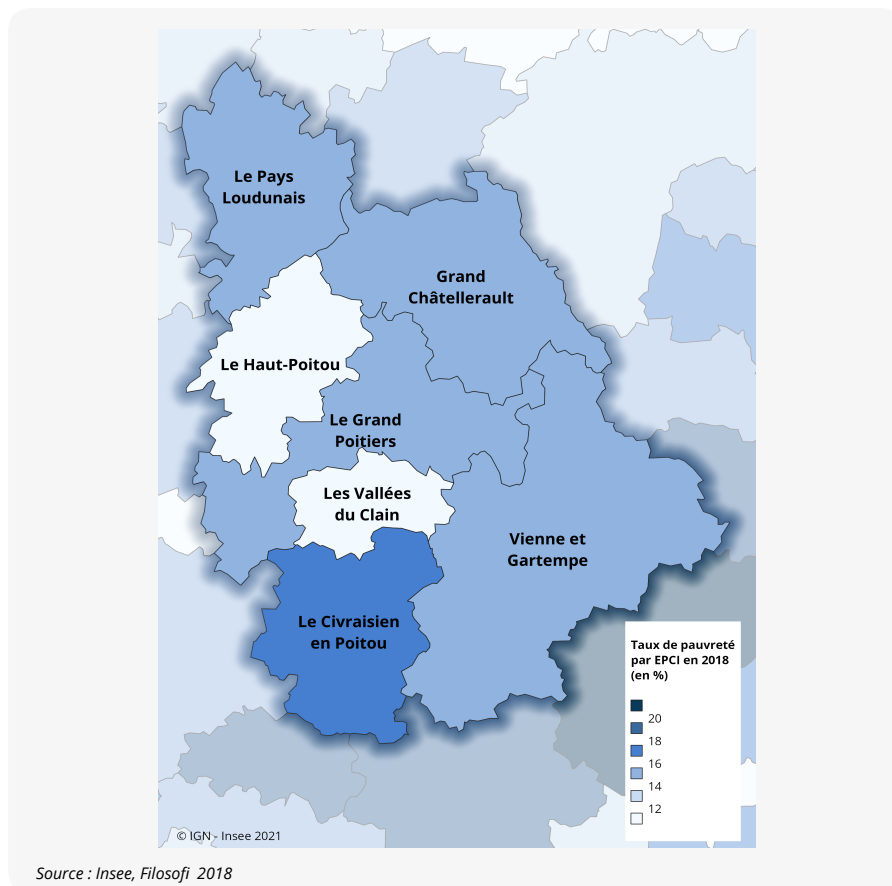 Le Pays
Loudunais
Grand
Châtellerault
Le Haut-Poitou
Le Grand
Poitiers
Les Vallées
du Clain
Vienne et
Gartempe
Le Civraisien
en Poitou
Taux de pauvreté
par EPCI en 2018
(en %)
20
18
16
14
12
© IGN - Insee 2021
Source : Insee, Filosofi 2018